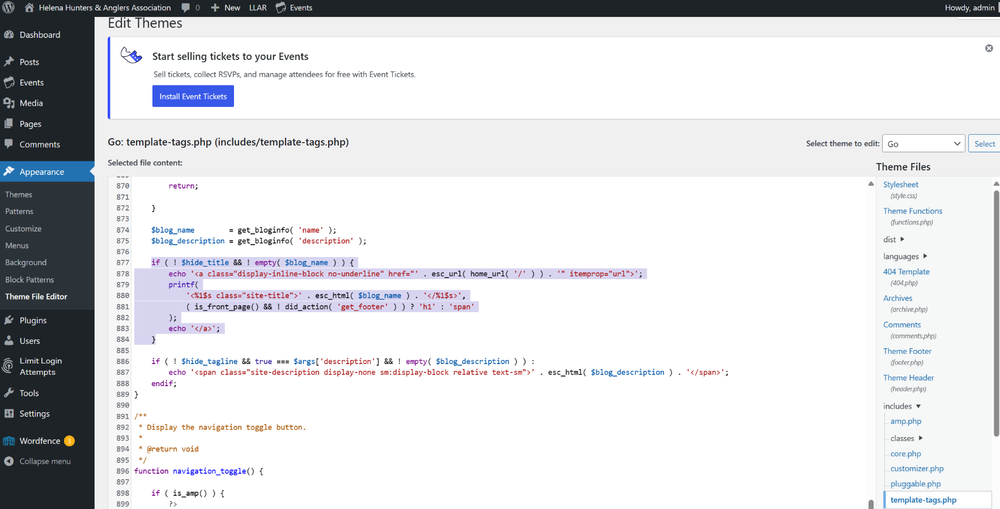 Helena Hunters & Anglers Association 0 New LLAR Events Howdy, admin
Edit Themes
Dashboard
Posts
Events
Media
Pages
Comments
Appearance
Themes
Patterns
Customize
Menus
Background
Block Patterns
Theme File Editor
Plugins
Users
Limit Login
Attempts
Tools
Settings
Wordfence 3
Collapse menu
Start selling tickets to your Events
Sell tickets, collect RSVPs, and manage attendees for free with Event Tickets.
Install Event Tickets
Go: template-tags.php (includes/template-tags.php)
Select theme to edit: Go Select
Selected file content:
870 return;
871
872 }
873
874 $blog_name = get_bloginfo( 'name' );
875 $blog_description = get_bloginfo( 'description' );
876
877 if ( ! $hide_title && ! empty( $blog_name ) ) {
878 echo '<a class="display-inline-block no-underline" href="' . esc_url( home_url( '/' ) ) . '" itemprop="url">';
879 printf(
880 '<%1$s class="site-title">' . esc_html( $blog_name ) . '</%1$s>',
881 ( is_front_page() && ! did_action( 'get_footer' ) ) ? 'h1' : 'span'
882 );
883 echo '</a>';
884 }
885
886 if ( ! $hide_tagline && true === $args['description'] && ! empty( $blog_description ) ) :
887 echo '<span class="site-description display-none sm:display-block relative text-sm">' . esc_html( $blog_description ) . '</span>';
888 endif;
889 }
890
891 /**
892 * Display the navigation toggle button.
893 *
894 * @return void
895 */
896 function navigation_toggle() {
897
898 if ( is_amp() ) {
899 ?>
Theme Files
Stylesheet
(style.css)
Theme Functions
(functions.php)
dist
languages
404 Template
(404.php)
Archives
(archive.php)
Comments
(comments.php)
Theme Footer
(footer.php)
Theme Header
(header.php)
includes
amp.php
classes
core.php
customizer.php
pluggable.php
template-tags.php